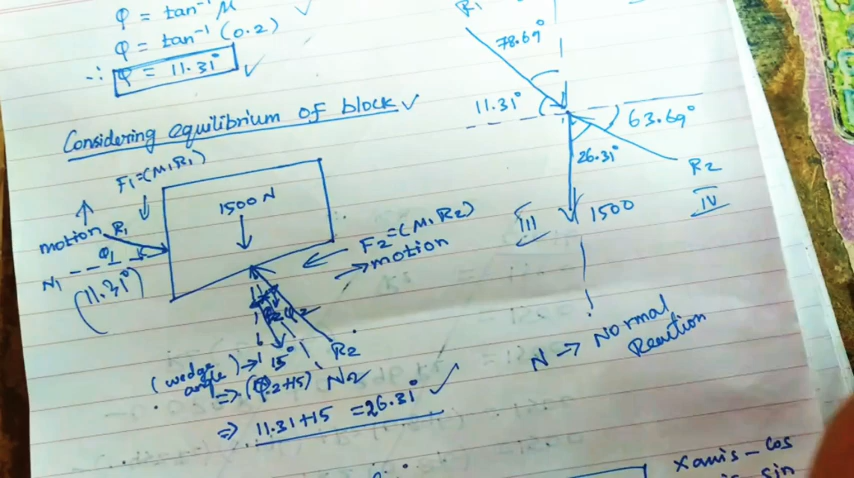 φ = tan⁻¹ μ
φ = tan⁻¹ (0.2)
∴ φ = 11.31°
Considering equilibrium of block
F1=(μ1R1)
1500 N
motion
R1
N1
φ1
(11.31°)
F2=(μ1R2)
motion
R2
(wedge angle) → 15°
N2
⇒ (φ2+15)
⇒ 11.31+15 = 26.31°
R1
78.69°
11.31°
63.69°
26.31°
R2
III
1500
IV
N → Normal
Reaction
xaxis - cos
sin